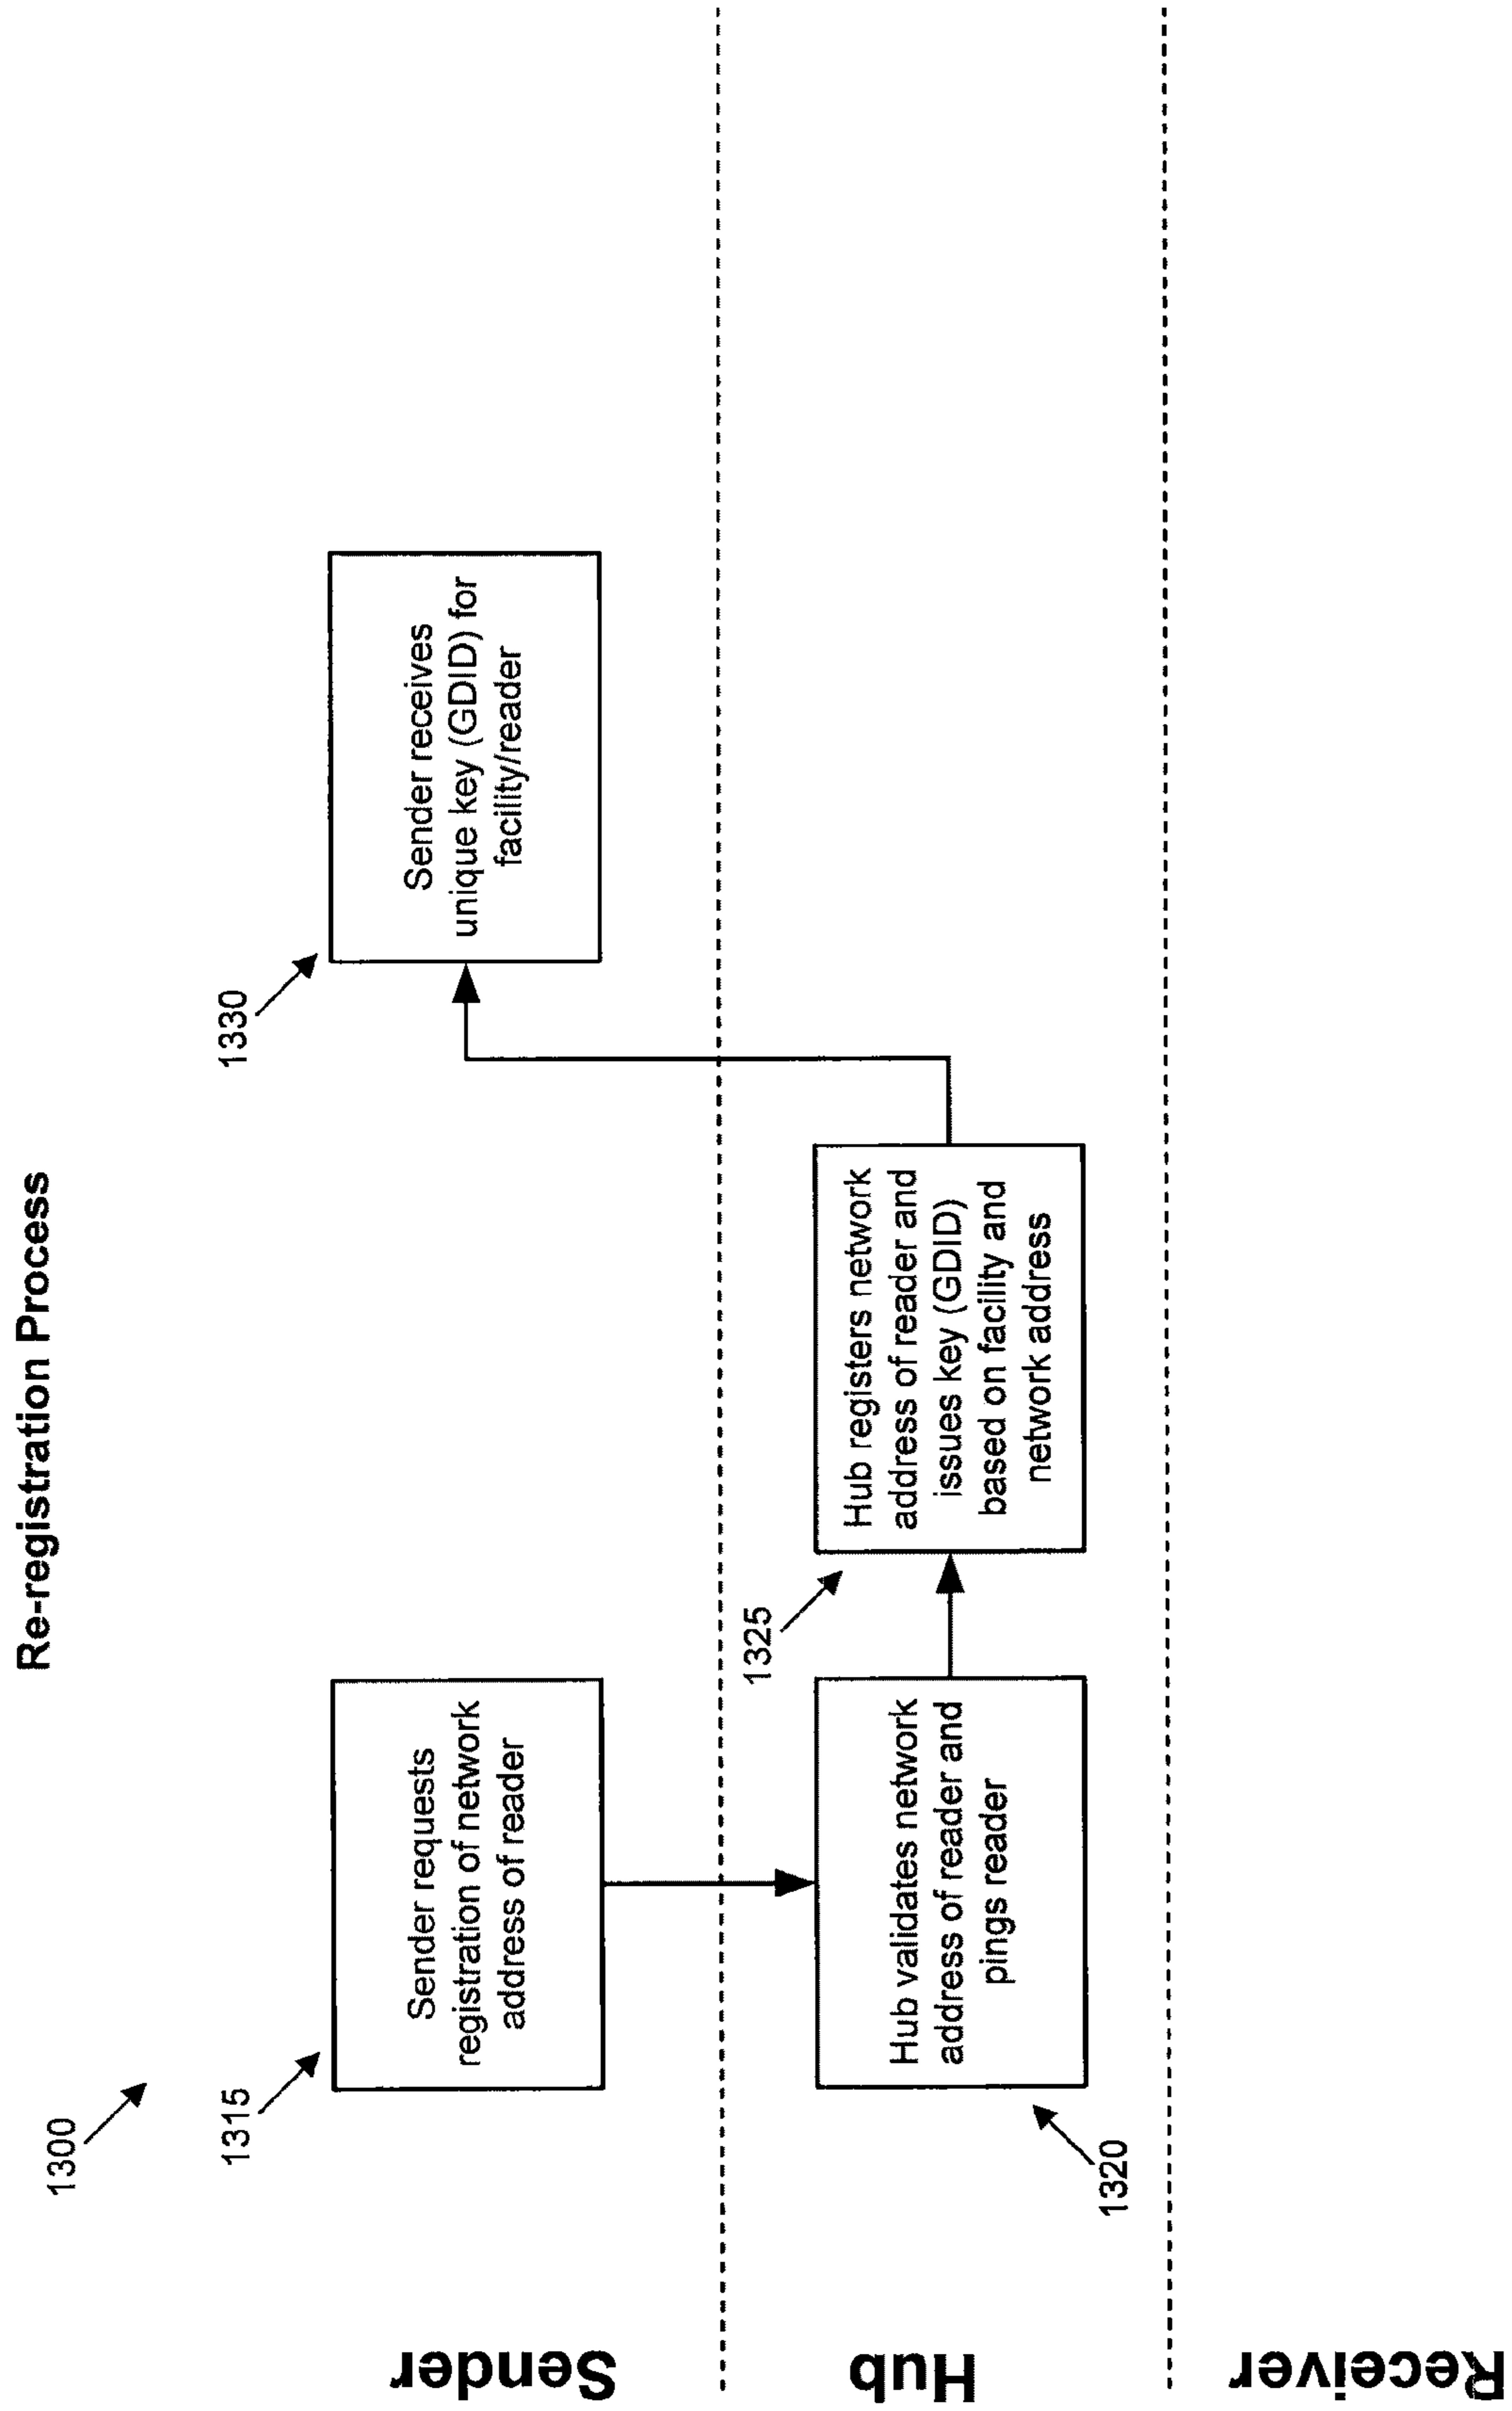 Re-registration Process
1300
1315
Sender requests
registration of network
address of reader
1330
Sender receives
unique key (GDID) for
facility/reader
Sender
1320
Hub validates network
address of reader and
pings reader
1325
Hub registers network
address of reader and
issues key (GDID)
based on facility and
network address
Hub
Receiver